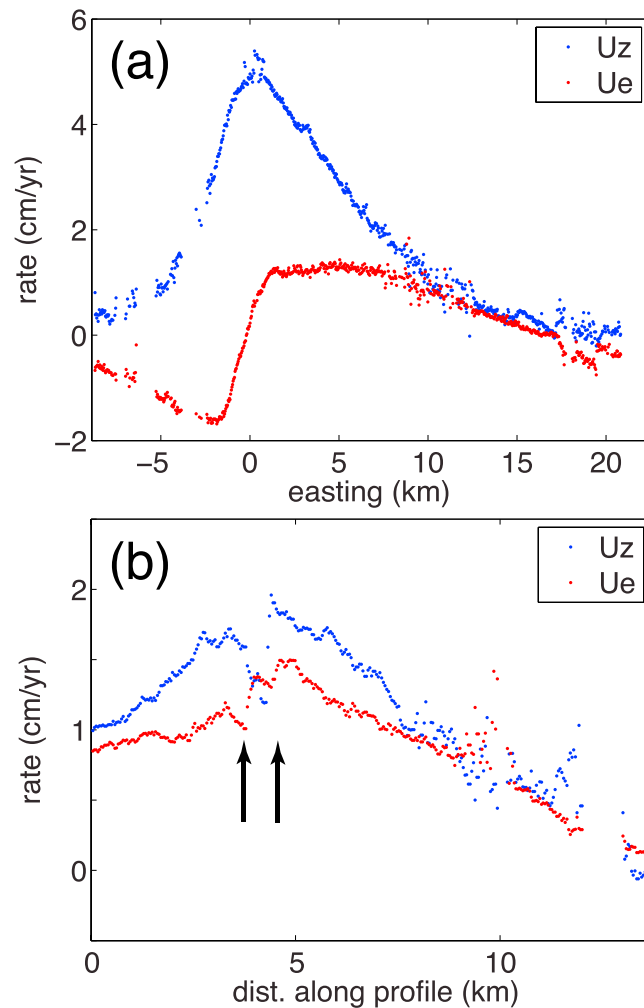 (a)
Uz
Ue
6
4
2
0
−2
rate (cm/yr)
−5 0 5 10 15 20
easting (km)
(b)
Uz
Ue
2
1
0
rate (cm/yr)
0 5 10
dist. along profile (km)